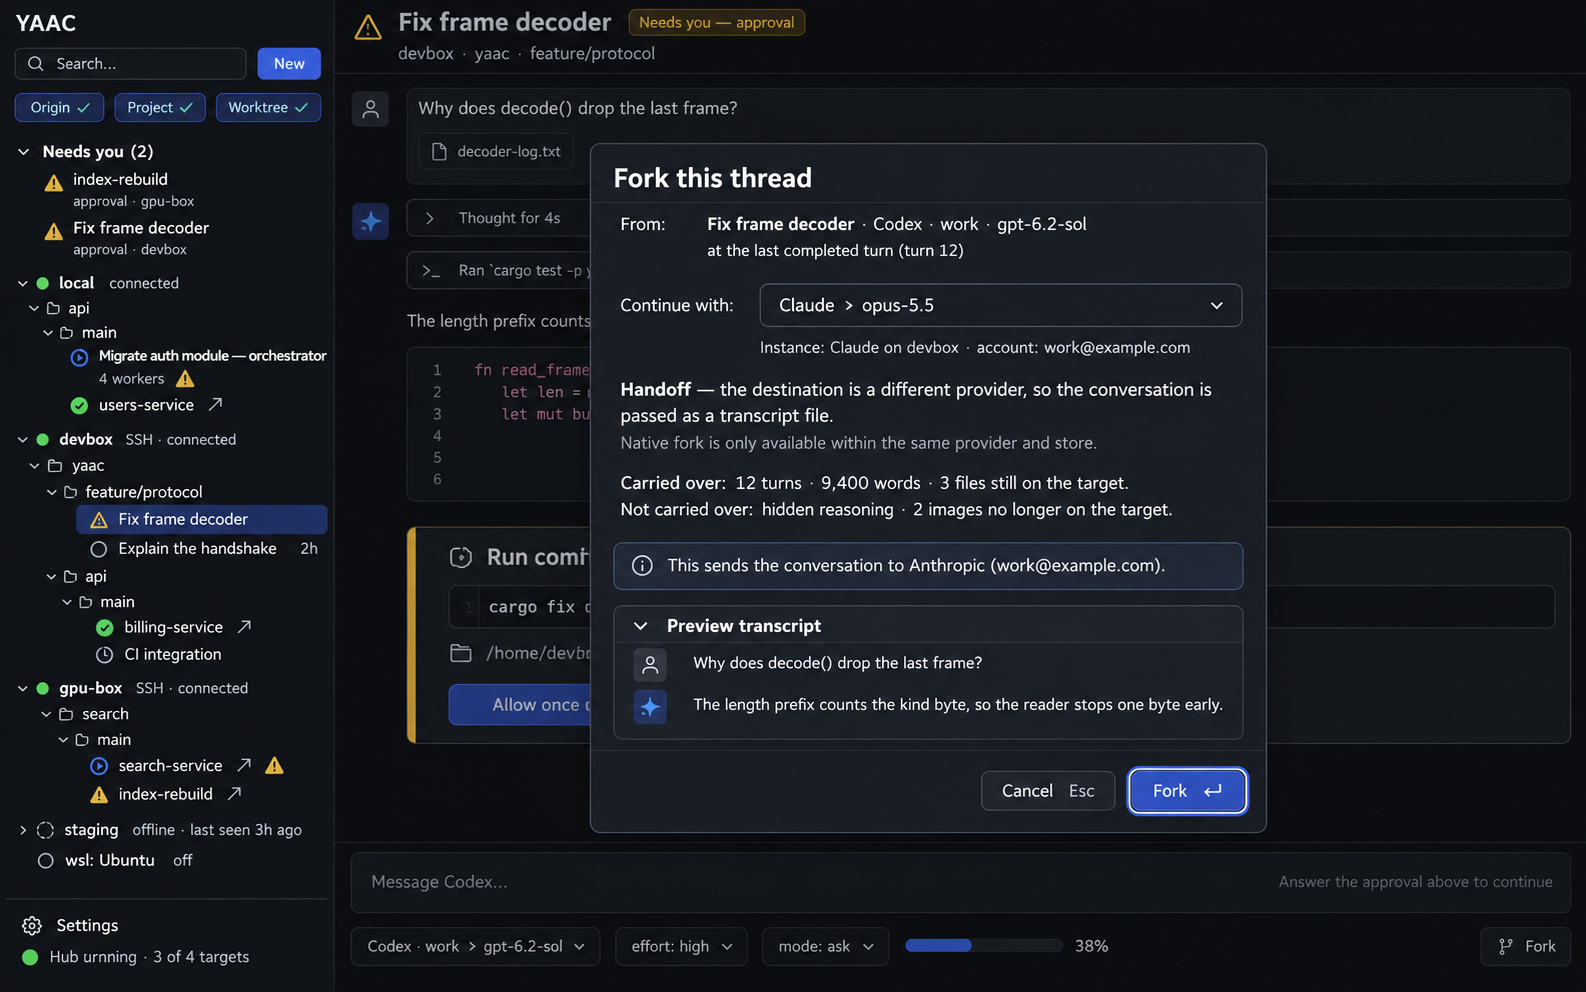 YAAC
Search...
New
Origin ✓
Project ✓
Worktree ✓
Needs you (2)
index-rebuild
approval · gpu-box
Fix frame decoder
approval · devbox
local connected
api
main
Migrate auth module — orchestrator
4 workers
users-service ↗
devbox SSH · connected
yaac
feature/protocol
Fix frame decoder
Explain the handshake 2h
api
main
billing-service ↗
CI integration
gpu-box SSH · connected
search
main
search-service ↗
index-rebuild ↗
staging offline · last seen 3h ago
wsl: Ubuntu off
Settings
Hub urnning · 3 of 4 targets
Fix frame decoder
Needs you — approval
devbox · yaac · feature/protocol
Why does decode() drop the last frame?
decoder-log.txt
Thought for 4s
Ran `cargo test -p
The length prefix counts
1 fn read_frame
2 let len =
3 let mut bu
4
5
6
Run
1 cargo fix
Allow once
Fork this thread
From: Fix frame decoder · Codex · work · gpt-6.2-sol
at the last completed turn (turn 12)
Continue with: Claude > opus-5.5
Instance: Claude on devbox · account: work@example.com
Handoff — the destination is a different provider, so the conversation is
passed as a transcript file.
Native fork is only available within the same provider and store.
Carried over: 12 turns · 9,400 words · 3 files still on the target.
Not carried over: hidden reasoning · 2 images no longer on the target.
This sends the conversation to Anthropic (work@example.com).
Preview transcript
Why does decode() drop the last frame?
The length prefix counts the kind byte, so the reader stops one byte early.
Cancel Esc
Fork ↵
Message Codex...
Answer the approval above to continue
Codex · work > gpt-6.2-sol
effort: high
mode: ask
38%
Fork